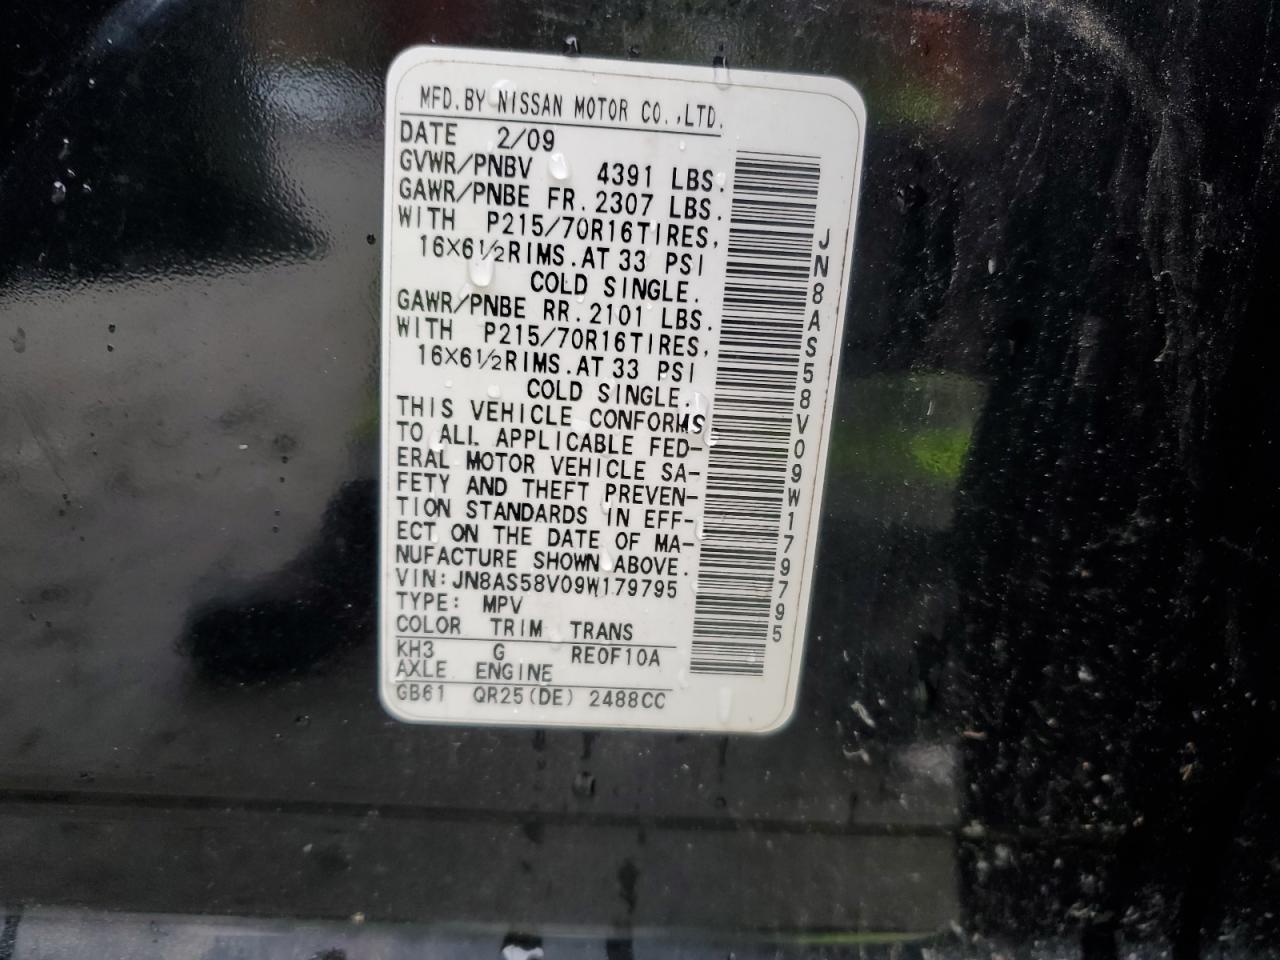 MFD.BY NISSAN MOTOR CO.,LTD.
DATE 2/09
GVWR/PNBV 4391 LBS.
GAWR/PNBE FR.2307 LBS.
WITH P215/70R16TIRES,
16X6½RIMS.AT 33 PSI
COLD SINGLE.
GAWR/PNBE RR.2101 LBS.
WITH P215/70R16TIRES,
16X6½RIMS.AT 33 PSI
COLD SINGLE.
THIS VEHICLE CONFORMS
TO ALL APPLICABLE FED-
ERAL MOTOR VEHICLE SA-
FETY AND THEFT PREVEN-
TION STANDARDS IN EFF-
ECT ON THE DATE OF MA-
NUFACTURE SHOWN ABOVE.
VIN:JN8AS58V09W179795
TYPE: MPV
COLOR TRIM TRANS
KH3 G RE0F10A
AXLE ENGINE
GB61 QR25(DE) 2488CC
JN8AS58V09W179795